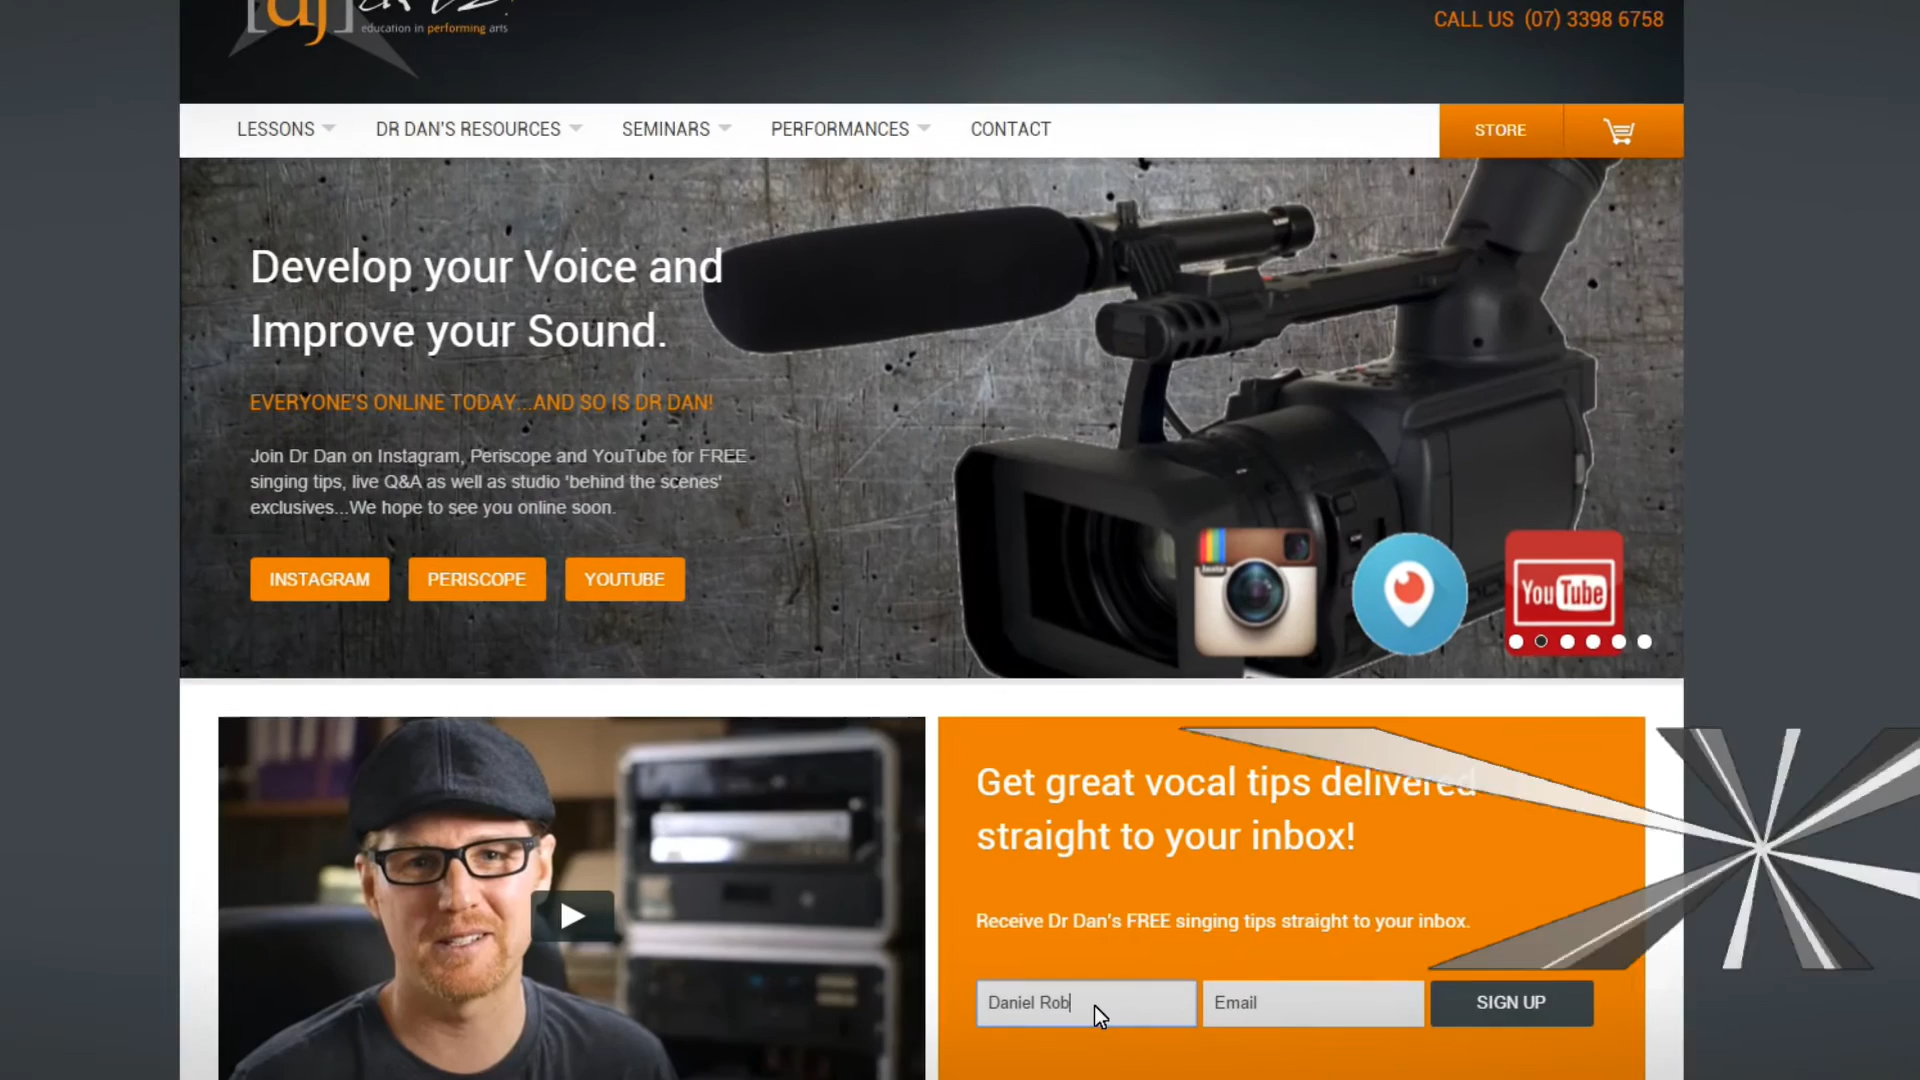 [dj]
education in performing arts
CALL US (07) 3398 6758
LESSONS DR DAN'S RESOURCES SEMINARS PERFORMANCES CONTACT STORE
Develop your Voice and
Improve your Sound.
EVERYONE'S ONLINE TODAY...AND SO IS DR DAN!
Join Dr Dan on Instagram, Periscope and YouTube for FREE
singing tips, live Q&A as well as studio 'behind the scenes'
exclusives...We hope to see you online soon.
INSTAGRAM PERISCOPE YOUTUBE
Insta
YouTube
Get great vocal tips delivered
straight to your inbox!
Receive Dr Dan's FREE singing tips straight to your inbox.
Daniel Rob Email SIGN UP